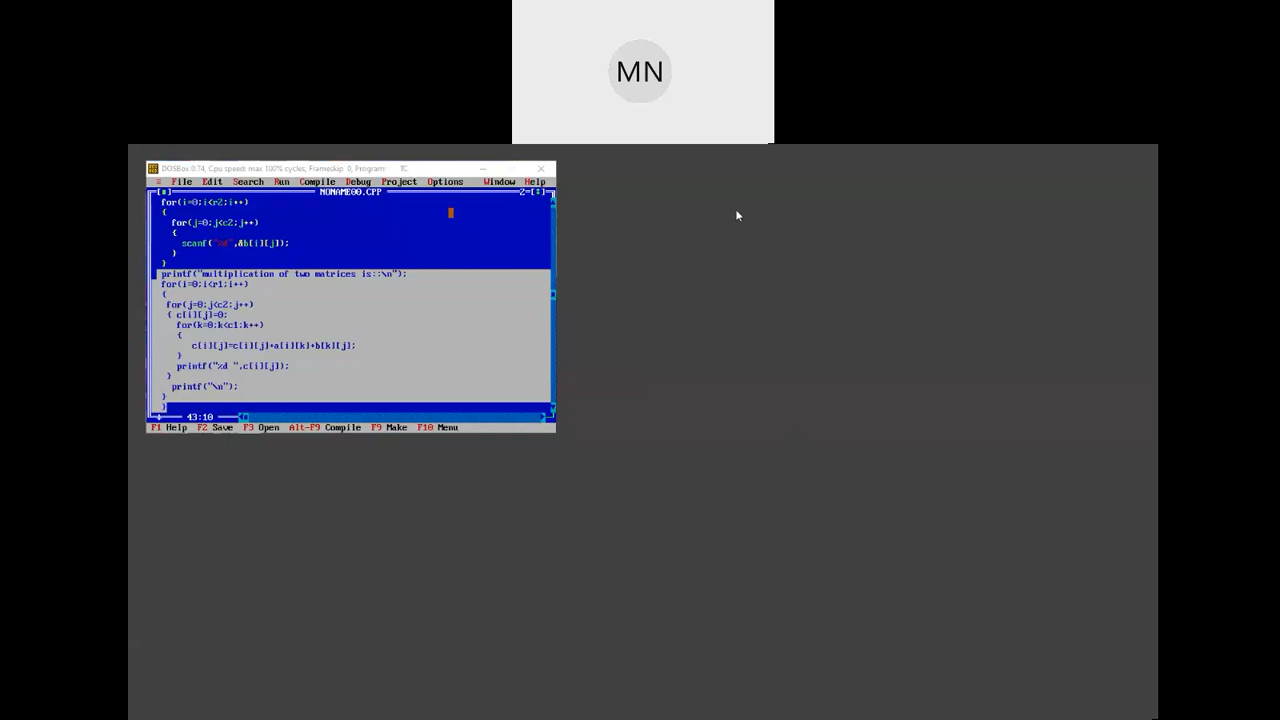 MN
DOSBox 0.74, Cpu speed: max 100% cycles, Frameskip 0, Program: TC
≡ File Edit Search Run Compile Debug Project Options Window Help
NONAME00.CPP 2=[↕]
for(i=0;i<r2;i++)
{
for(j=0;j<c2;j++)
{
scanf("%d",&b[i][j]);
}
}
printf("multiplication of two matrices is::\n");
for(i=0;i<r1;i++)
{
for(j=0;j<c2;j++)
{ c[i][j]=0;
for(k=0;k<c1;k++)
{
c[i][j]=c[i][j]+a[i][k]*b[k][j];
}
printf("%d ",c[i][j]);
}
printf("\n");
}
}
43:10
F1 Help F2 Save F3 Open Alt-F9 Compile F9 Make F10 Menu